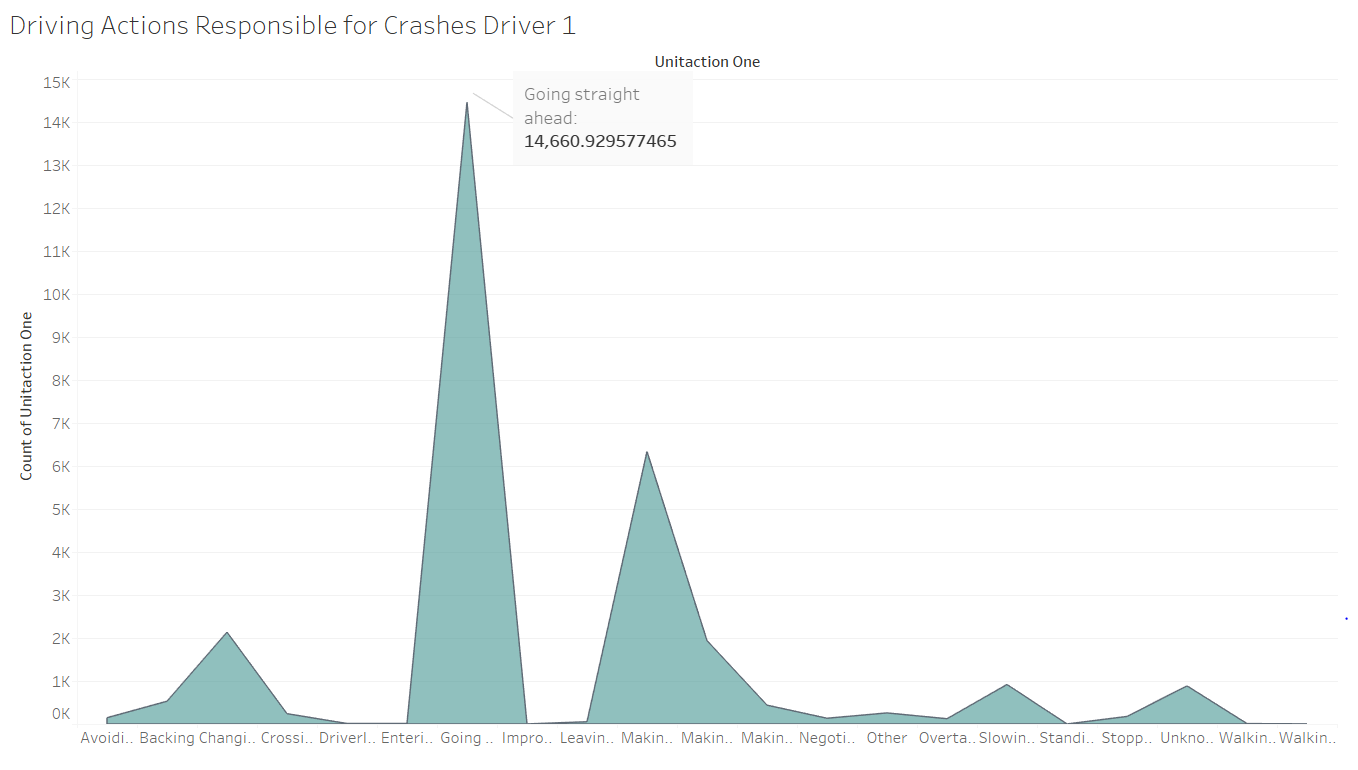 Driving Actions Responsible for Crashes Driver 1
Unitaction One
15K
Going straight
ahead:
14,660.929577465
14K
13K
12K
11K
10K
9K
8K
7K
6K
5K
4K
3K
2K
1K
0K
Count of Unitaction One
Avoidi.. Backing Changi.. Crossi.. Driverl.. Enteri.. Going .. Impro.. Leavin.. Makin.. Makin.. Makin.. Negoti.. Other Overta.. Slowin.. Standi.. Stopp.. Unkno.. Walkin.. Walkin..